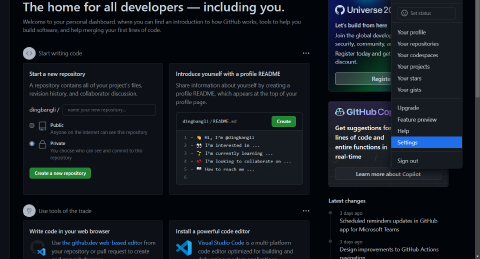 The home for all developers — including you.
Welcome to your personal dashboard, where you can find an introduction to how GitHub works, tools to help you build
software, and help merging your first lines of code.
Start writing code
Start a new repository
A repository contains all of your project's files,
revision history, and collaborator discussion.
dingbangli /
name your new repository...
Public
Anyone on the internet can see this repository
Private
You choose who can see and commit to this
repository
Create a new repository
Introduce yourself with a profile README
Share information about yourself by creating a
profile README, which appears at the top of your
profile page.
dingbangli / README.md
Create
1 - 👋 Hi, I'm @dingbangli
2 - 👀 I'm interested in ...
3 - 🌱 I'm currently learning ...
4 - 💞️ I'm looking to collaborate on ...
5 - 📫 How to reach me ...
6
Use tools of the trade
Write code in your web browser
Use the github.dev web-based editor from
your repository or pull request to create
Install a powerful code editor
Visual Studio Code is a multi-platform
code editor optimized for building and
Universe 20
Let's build from here
Join the global develo
security, community, a
Register today and get
discount.
Register
GitHub Cop
Get suggestions for
lines of code and
entire functions in
real-time
Learn more about Copilot
Latest changes
2 days ago
Scheduled reminders updates in GitHub
app for Microsoft Teams
3 days ago
Design improvements to GitHub Actions
Set status
Your profile
Your repositories
Your codespaces
Your projects
Your stars
Your gists
Upgrade
Feature preview
Help
Settings
Sign out